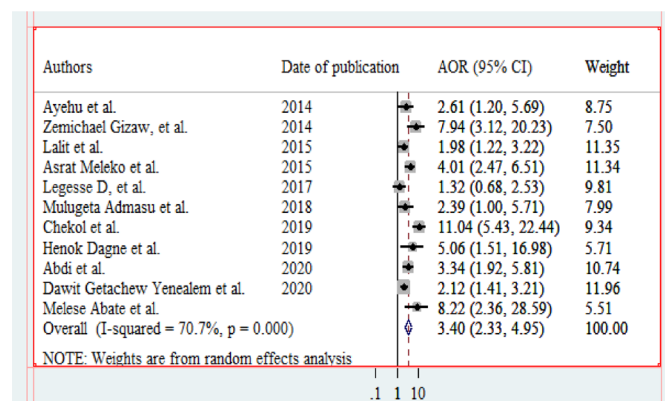 Authors Date of publication AOR (95% CI) Weight
Ayehu et al. 2014 2.61 (1.20, 5.69) 8.75
Zemichael Gizaw, et al. 2014 7.94 (3.12, 20.23) 7.50
Lalit et al. 2015 1.98 (1.22, 3.22) 11.35
Asrat Meleko et al. 2015 4.01 (2.47, 6.51) 11.34
Legesse D, et al. 2017 1.32 (0.68, 2.53) 9.81
Mulugeta Admasu et al. 2018 2.39 (1.00, 5.71) 7.99
Chekol et al. 2019 11.04 (5.43, 22.44) 9.34
Henok Dagne et al. 2019 5.06 (1.51, 16.98) 5.71
Abdi et al. 2020 3.34 (1.92, 5.81) 10.74
Dawit Getachew Yenealem et al. 2020 2.12 (1.41, 3.21) 11.96
Melese Abate et al. 8.22 (2.36, 28.59) 5.51
Overall (I-squared = 70.7%, p = 0.000) 3.40 (2.33, 4.95) 100.00
NOTE: Weights are from random effects analysis
.1 1 10